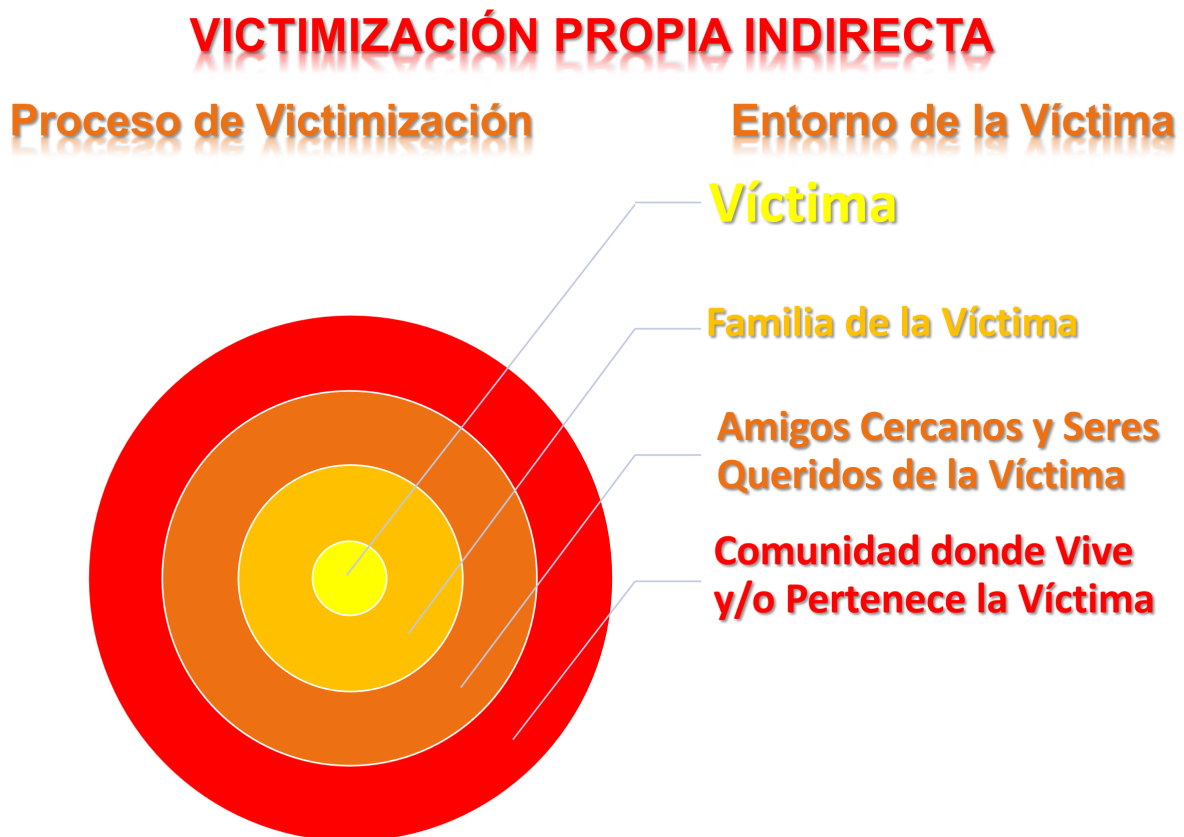 VICTIMIZACIÓN PROPIA INDIRECTA
Proceso de Victimización
Entorno de la Víctima
Víctima
Familia de la Víctima
Amigos Cercanos y Seres
Queridos de la Víctima
Comunidad donde Vive
y/o Pertenece la Víctima